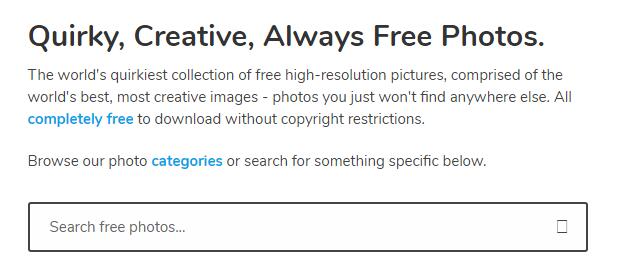 Quirky, Creative, Always Free Photos.
The world's quirkiest collection of free high-resolution pictures, comprised of the
world's best, most creative images - photos you just won't find anywhere else. All
completely free to download without copyright restrictions.
Browse our photo categories or search for something specific below.
Search free photos...